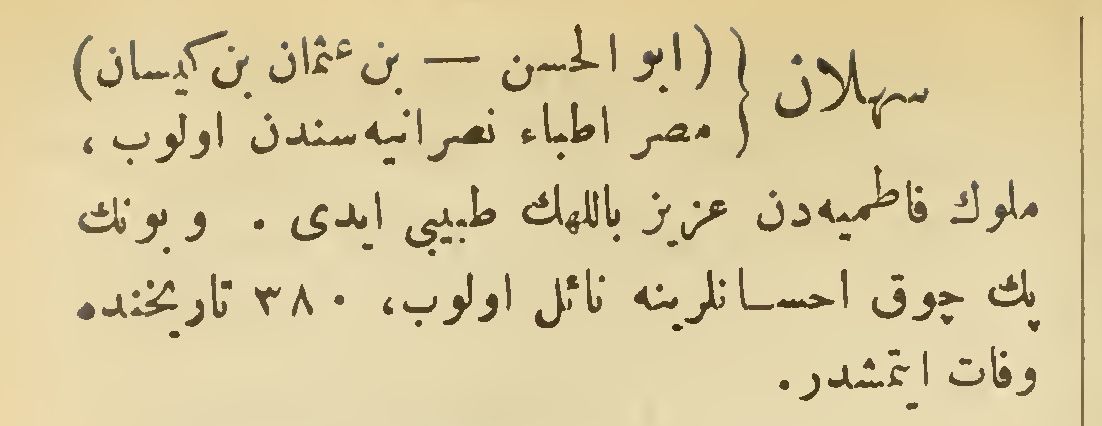 سهلان { (ابو الحسن — بن عثمان بن كيسان)
مصر اطباء نصرانيه‌سندن اولوب ،
ملوك فاطميه‌دن عزيز باللهك طبيبى ايدى . و بونك
پك چوق احسانلرينه نائل اولوب، ٣٨٠ تاريخنده
وفات ايتمشدر.